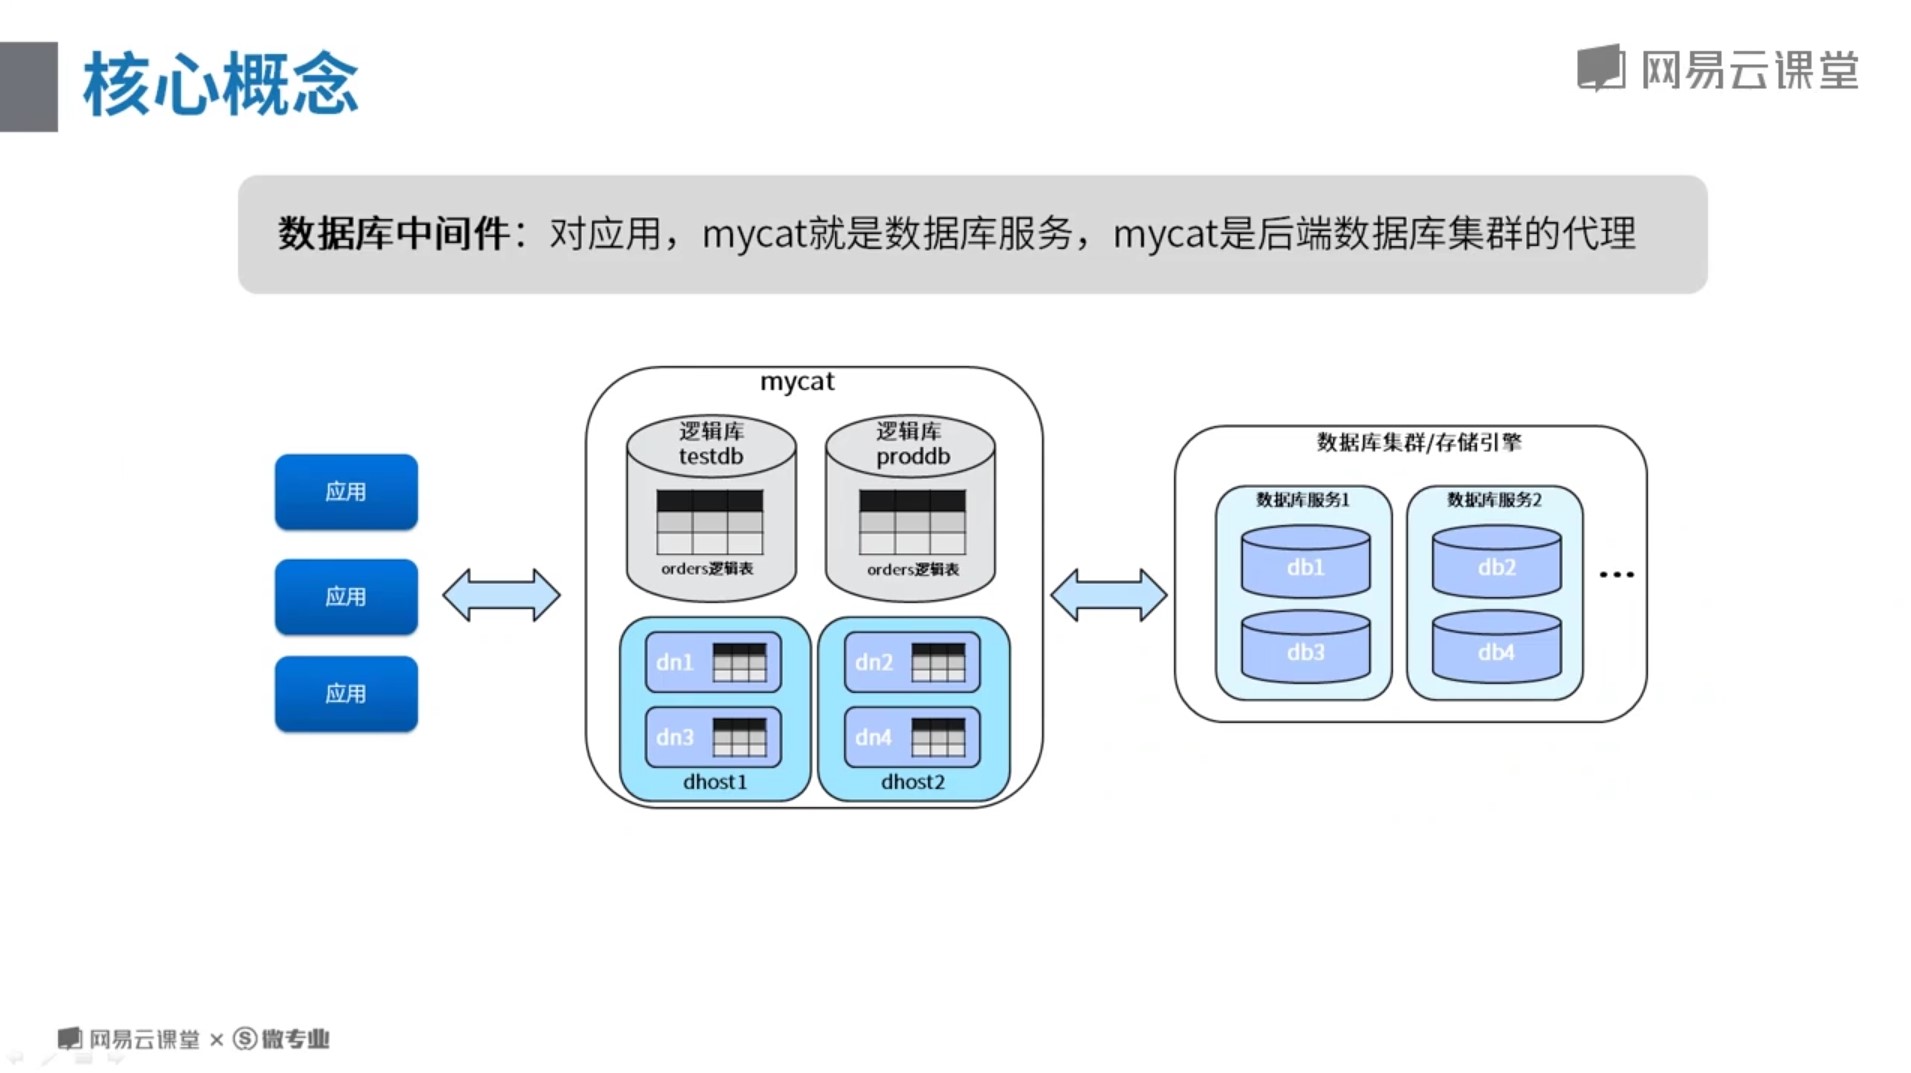 核心概念
网易云课堂
数据库中间件：对应用，mycat就是数据库服务，mycat是后端数据库集群的代理
应用
应用
应用
mycat
逻辑库
testdb
orders逻辑表
逻辑库
proddb
orders逻辑表
dn1
dn3
dhost1
dn2
dn4
dhost2
数据库集群/存储引擎
数据库服务1
db1
db3
数据库服务2
db2
db4
...
网易云课堂 × 微专业